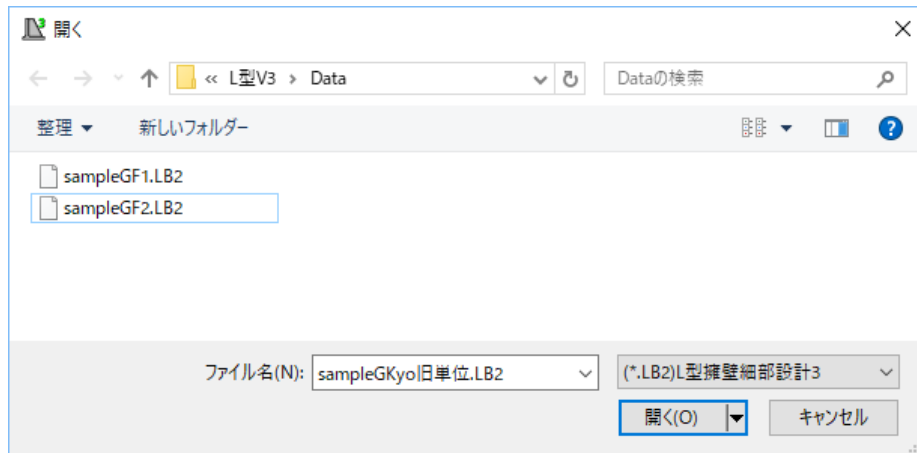 開く
« L型V3 › Data
Dataの検索
整理
新しいフォルダー
?
sampleGF1.LB2
sampleGF2.LB2
ファイル名(N):
sampleGKyo旧単位.LB2
(*.LB2)L型擁壁細部設計3
開く(O)
キャンセル